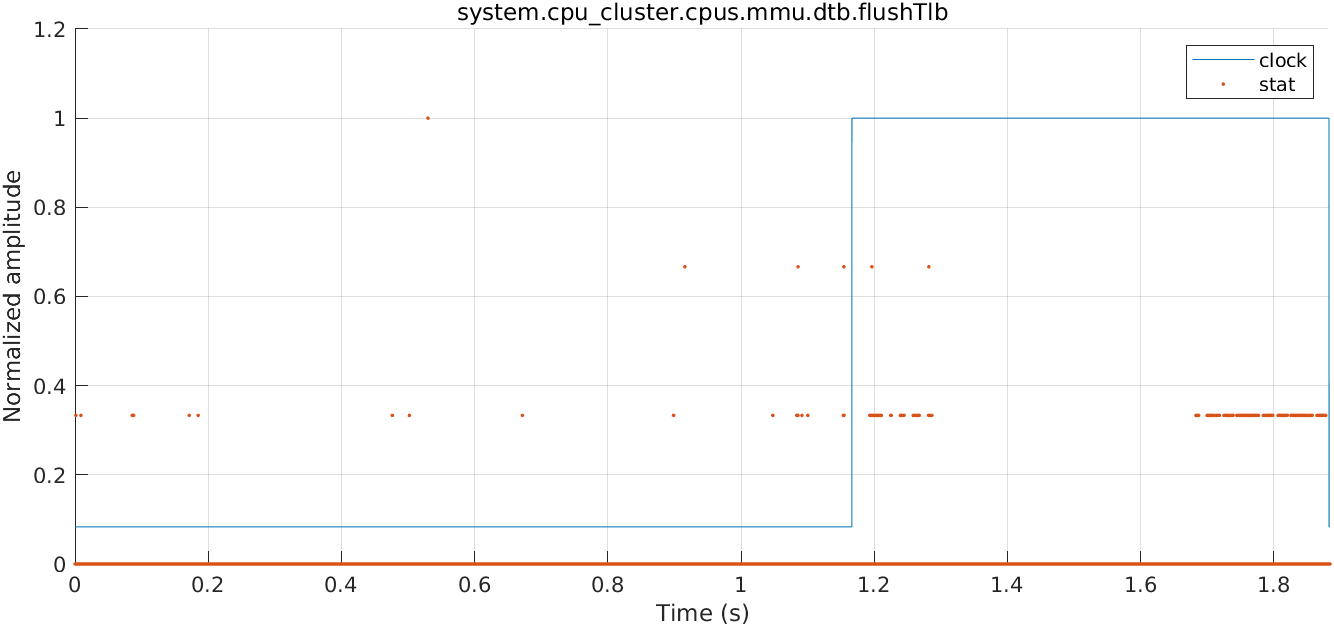 system.cpu_cluster.cpus.mmu.dtb.flushTlb
1.2
1
0.8
0.6
0.4
0.2
0
Normalized amplitude
clock
stat
0 0.2 0.4 0.6 0.8 1 1.2 1.4 1.6 1.8
Time (s)